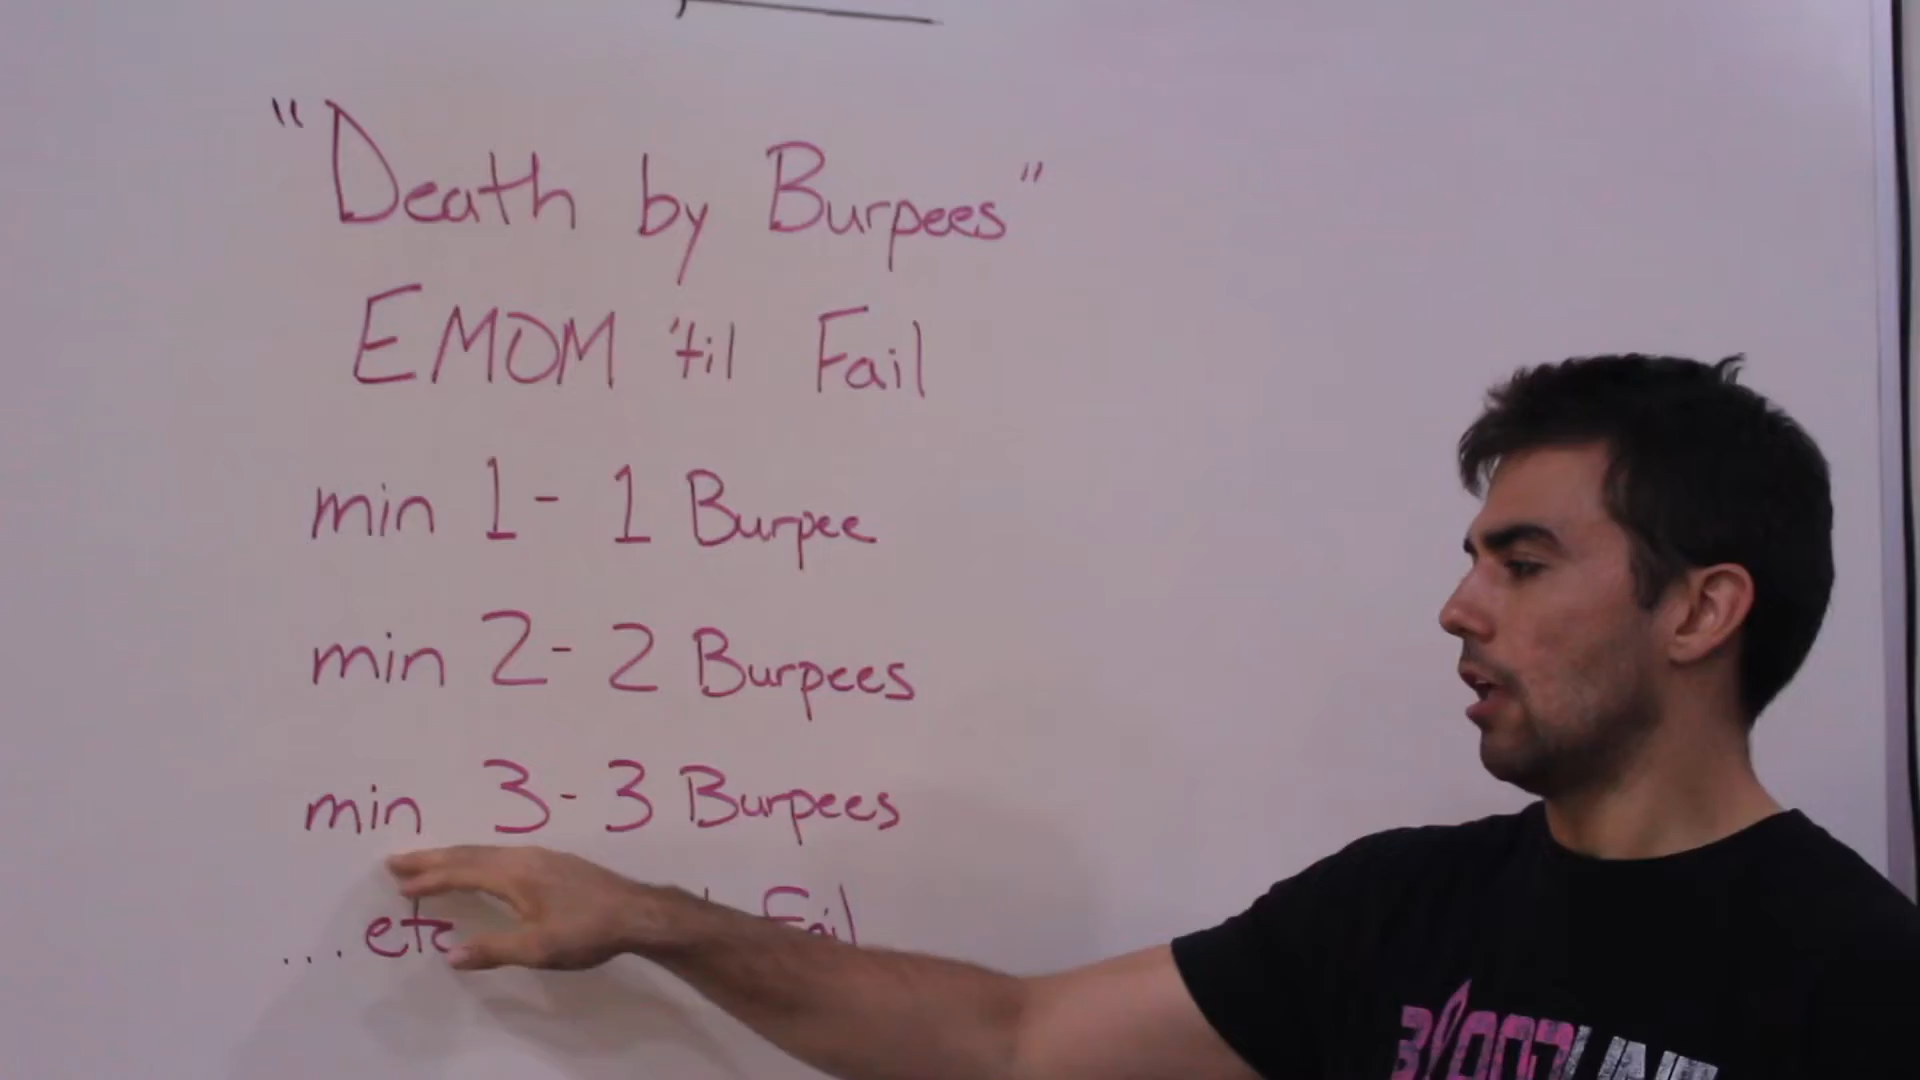 "Death by Burpees"
EMOM 'til Fail
min 1 - 1 Burpee
min 2 - 2 Burpees
min 3 - 3 Burpees
... etc Fail